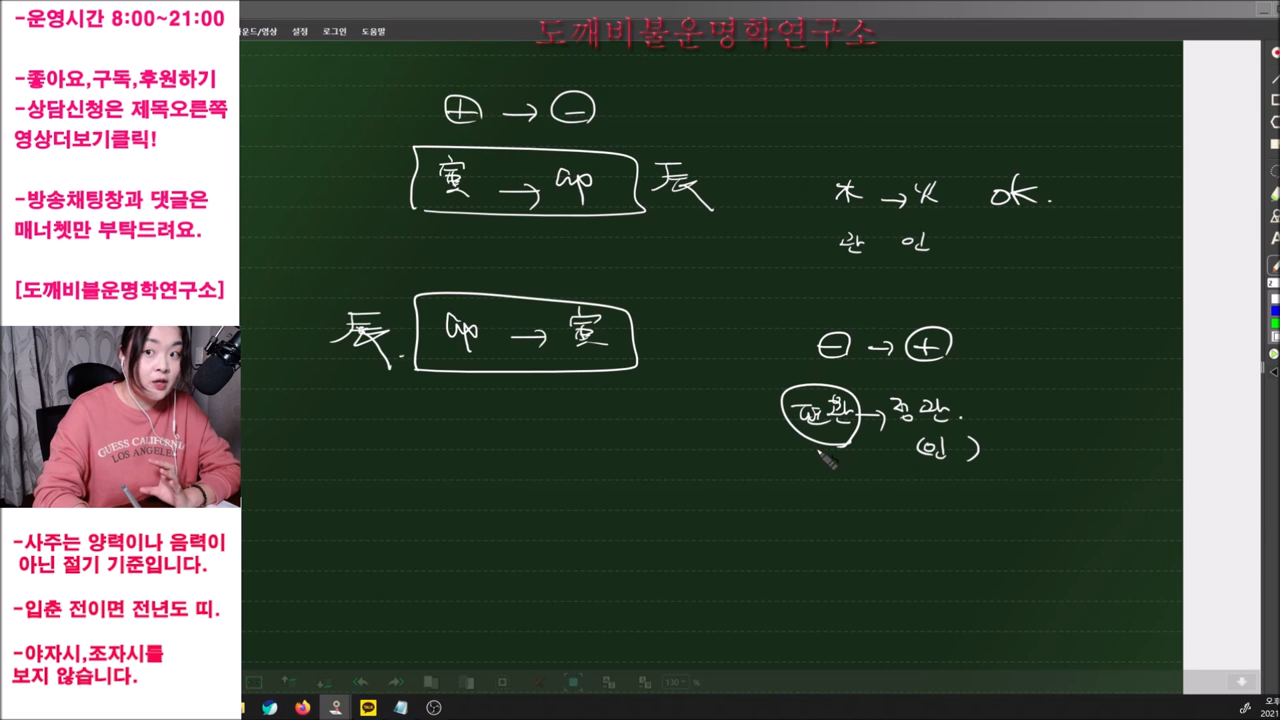 -운영시간 8:00~21:00
-좋아요,구독,후원하기
-상담신청은 제목오른쪽
영상더보기클릭!
-방송채팅창과 댓글은
매너쳇만 부탁드려요.
[도깨비불운명학연구소]
-사주는 양력이나 음력이
아닌 절기 기준입니다.
-입춘 전이면 전년도 띠.
-야자시,조자시를
보지 않습니다.
설정 로그인 도움말
도깨비불운명학연구소
+ → -
寅 → 卯 辰
木 → 火 OK.
관 인
辰. 卯 → 寅
- → +
편관 → 정관.
(인)
130 %
2021